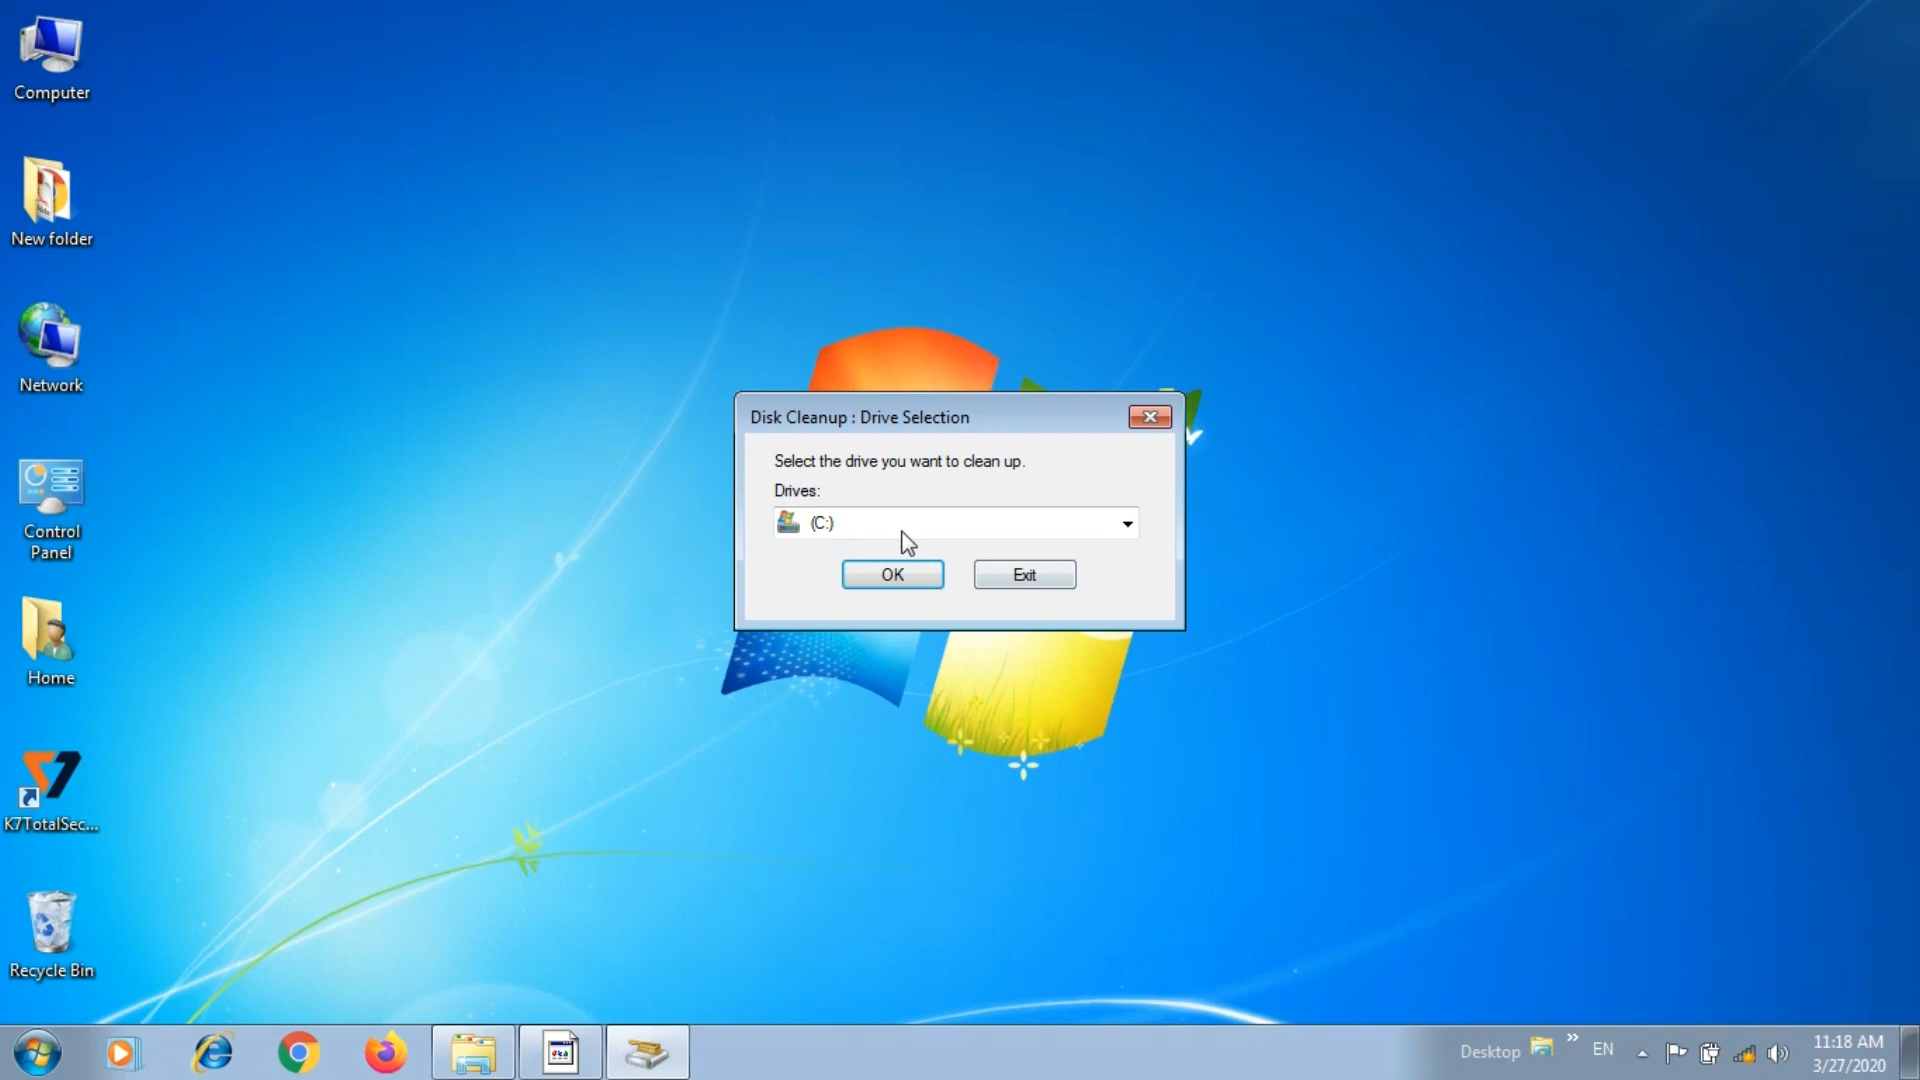 Computer
New folder
Network
Control
Panel
Home
K7TotalSec...
Recycle Bin
Disk Cleanup : Drive Selection
Select the drive you want to clean up.
Drives:
(C:)
OK
Exit
Desktop
»
EN
11:18 AM
3/27/2020